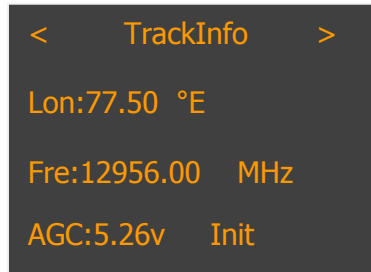 < TrackInfo >
Lon:77.50 °E
Fre:12956.00 MHz
AGC:5.26v Init